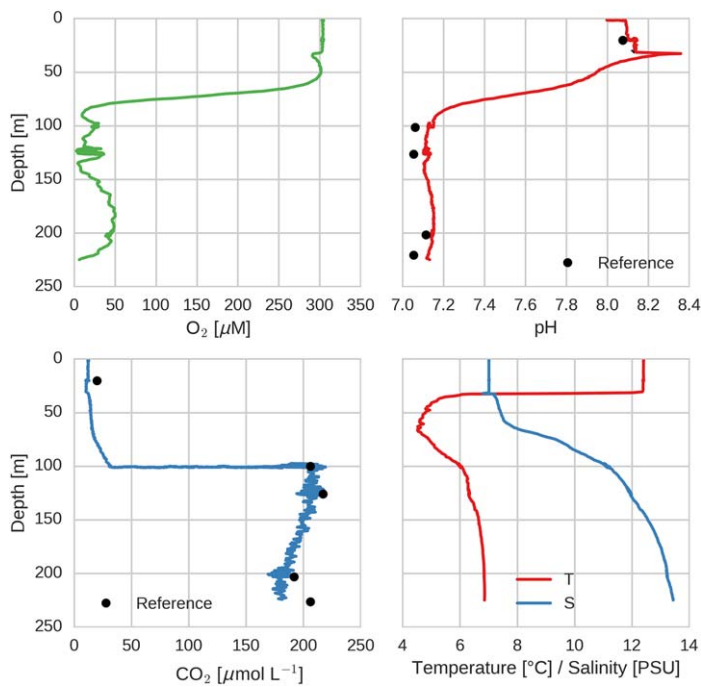 0
50
100
150
200
250
Depth [m]
0 50 100 150 200 250 300 350
O₂ [μM]
Reference
7.0 7.2 7.4 7.6 7.8 8.0 8.2 8.4
pH
0
50
100
150
200
250
Depth [m]
Reference
0 50 100 150 200 250
CO₂ [μmol L⁻¹]
T
S
4 6 8 10 12 14
Temperature [°C] / Salinity [PSU]